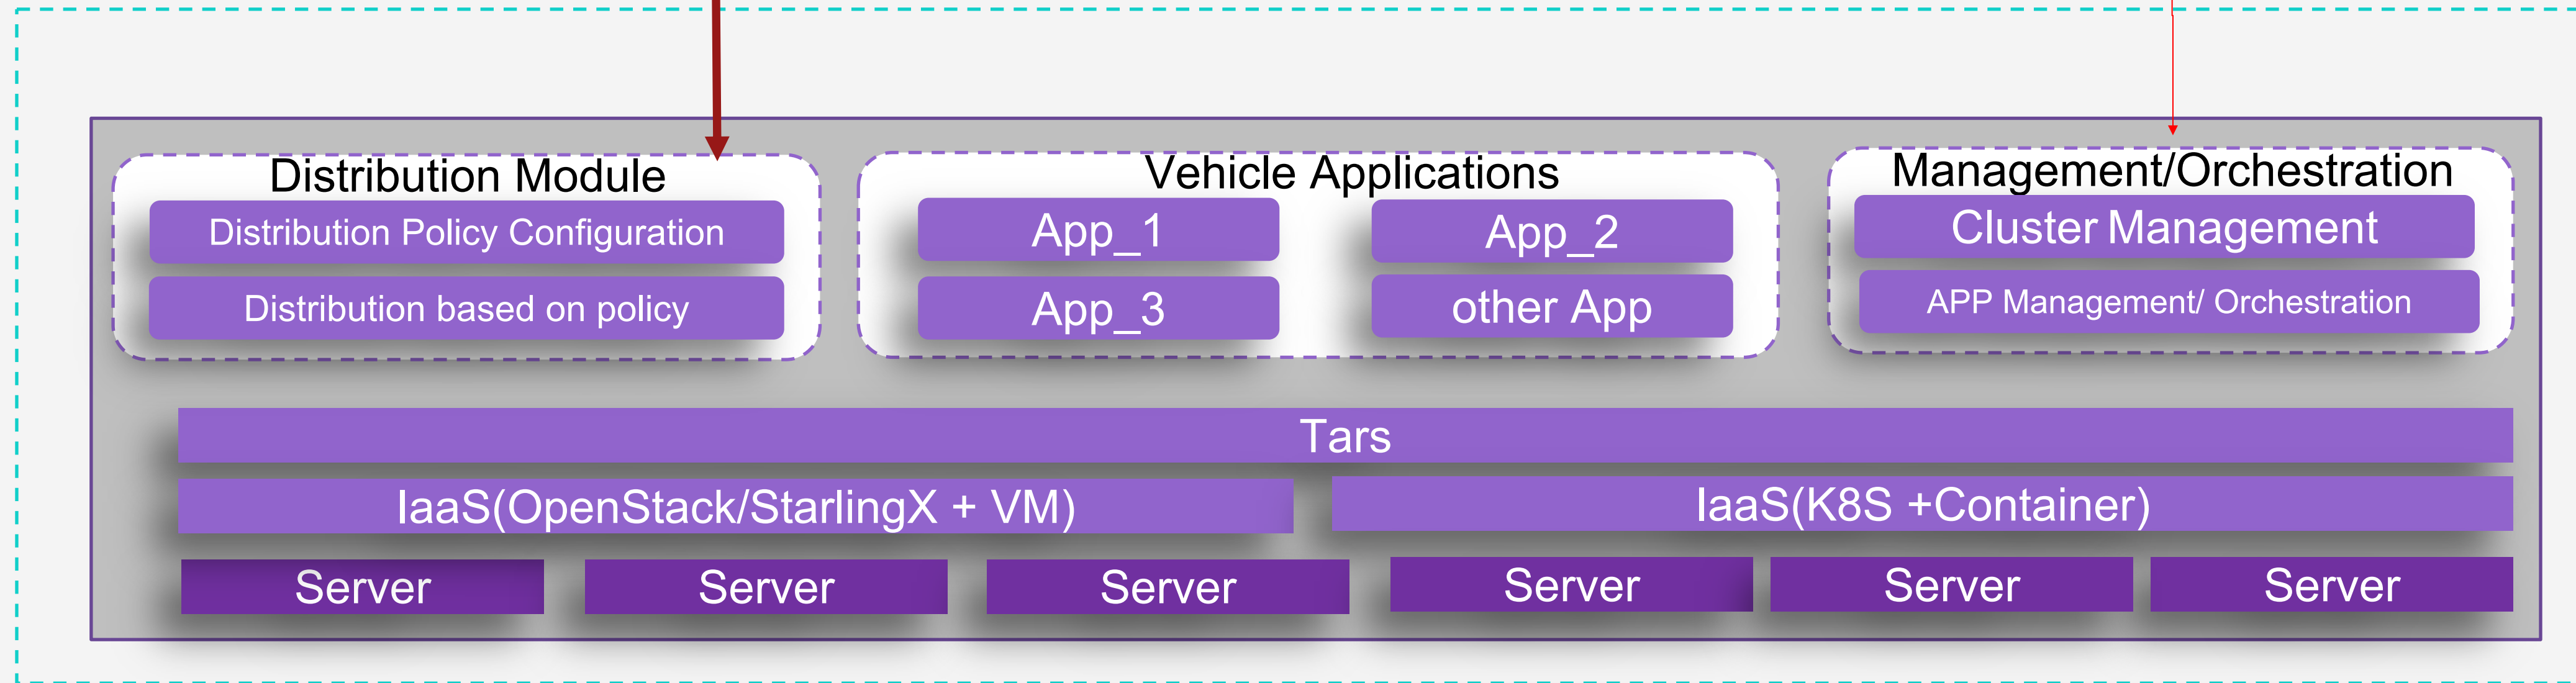 Distribution Module
Distribution Policy Configuration
Distribution based on policy
Vehicle Applications
App_1
App_2
App_3
other App
Management/Orchestration
Cluster Management
APP Management/ Orchestration
Tars
IaaS(OpenStack/StarlingX + VM)
IaaS(K8S +Container)
Server
Server
Server
Server
Server
Server